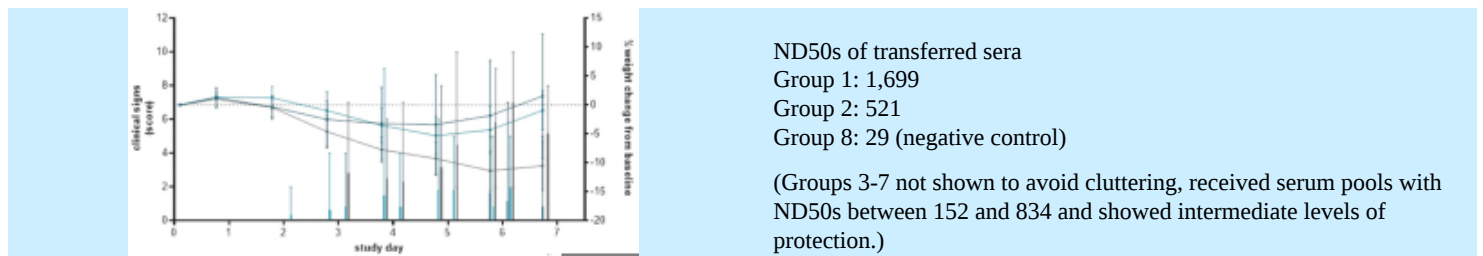 12
10
8
6
4
2
0
clinical signs
(score)
0 1 2 3 4 5 6 7
study day
15
10
5
0
-5
-10
-15
-20
% weight change from baseline
ND50s of transferred sera
Group 1: 1,699
Group 2: 521
Group 8: 29 (negative control)
(Groups 3-7 not shown to avoid cluttering, received serum pools with
ND50s between 152 and 834 and showed intermediate levels of
protection.)